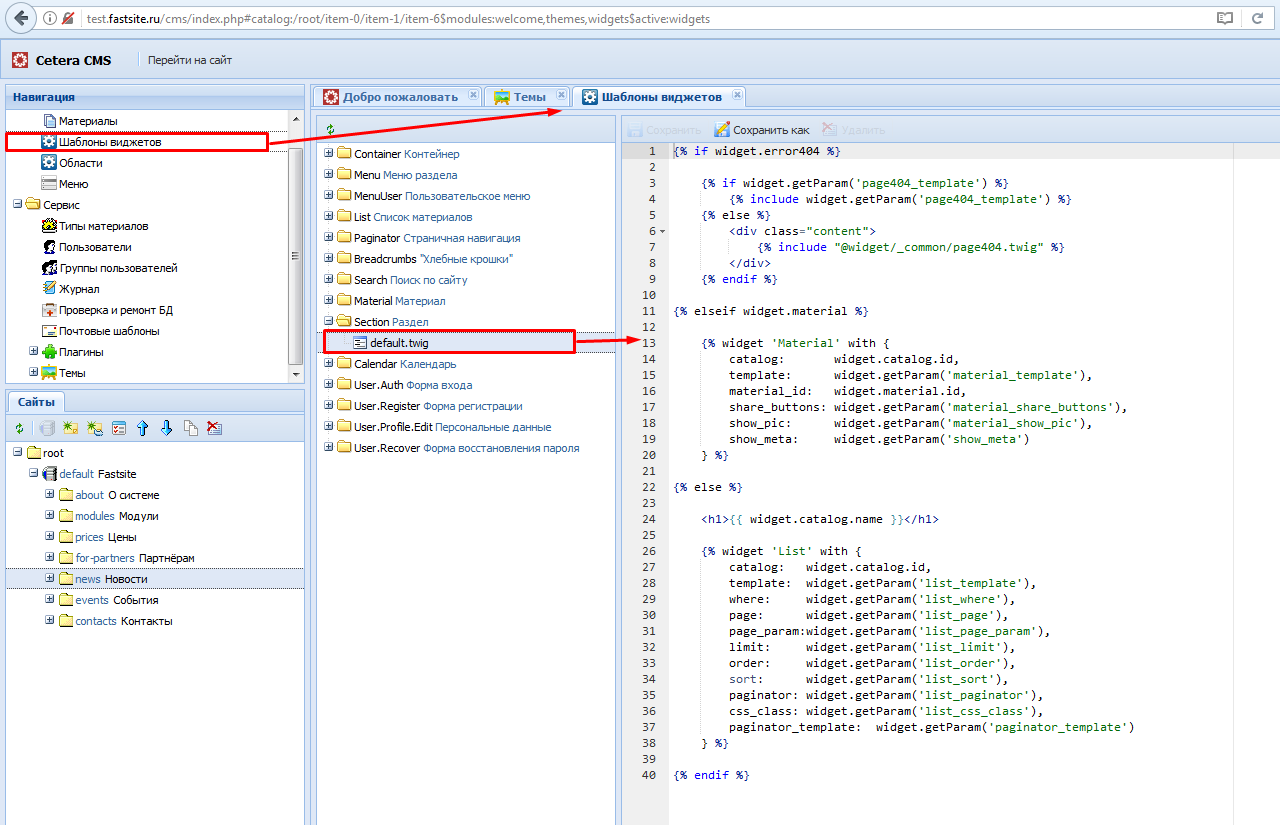 test.fastsite.ru/cms/index.php#catalog:/root/item-0/item-1/item-6$modules:welcome,themes,widgets$active:widgets
Cetera CMS
Перейти на сайт
Навигация
Материалы
Шаблоны виджетов
Области
Меню
Сервис
Типы материалов
Пользователи
Группы пользователей
Журнал
Проверка и ремонт БД
Почтовые шаблоны
Плагины
Темы
Сайты
root
default Fastsite
about О системе
modules Модули
prices Цены
for-partners Партнёрам
news Новости
events События
contacts Контакты
Добро пожаловать
Темы
Шаблоны виджетов
Container Контейнер
Menu Меню раздела
MenuUser Пользовательское меню
List Список материалов
Paginator Страничная навигация
Breadcrumbs "Хлебные крошки"
Search Поиск по сайту
Material Материал
Section Раздел
default.twig
Calendar Календарь
User.Auth Форма входа
User.Register Форма регистрации
User.Profile.Edit Персональные данные
User.Recover Форма восстановления пароля
Сохранить Сохранить как Удалить
1 {% if widget.error404 %}
2
3 {% if widget.getParam('page404_template') %}
4 {% include widget.getParam('page404_template') %}
5 {% else %}
6 <div class="content">
7 {% include "@widget/_common/page404.twig" %}
8 </div>
9 {% endif %}
10
11 {% elseif widget.material %}
12
13 {% widget 'Material' with {
14 catalog: widget.catalog.id,
15 template: widget.getParam('material_template'),
16 material_id: widget.material.id,
17 share_buttons: widget.getParam('material_share_buttons'),
18 show_pic: widget.getParam('material_show_pic'),
19 show_meta: widget.getParam('show_meta')
20 } %}
21
22 {% else %}
23
24 <h1>{{ widget.catalog.name }}</h1>
25
26 {% widget 'List' with {
27 catalog: widget.catalog.id,
28 template: widget.getParam('list_template'),
29 where: widget.getParam('list_where'),
30 page: widget.getParam('list_page'),
31 page_param:widget.getParam('list_page_param'),
32 limit: widget.getParam('list_limit'),
33 order: widget.getParam('list_order'),
34 sort: widget.getParam('list_sort'),
35 paginator: widget.getParam('list_paginator'),
36 css_class: widget.getParam('list_css_class'),
37 paginator_template: widget.getParam('paginator_template')
38 } %}
39
40 {% endif %}